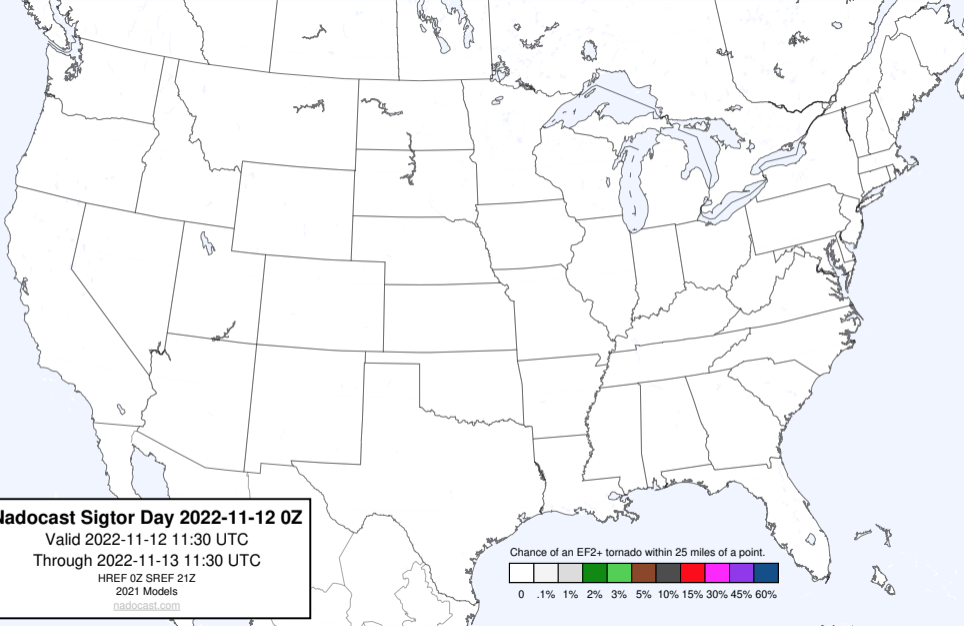 Nadocast Sigtor Day 2022-11-12 0Z
Valid 2022-11-12 11:30 UTC
Through 2022-11-13 11:30 UTC
HREF 0Z SREF 21Z
2021 Models
nadocast.com
Chance of an EF2+ tornado within 25 miles of a point.
0 .1% 1% 2% 3% 5% 10% 15% 30% 45% 60%